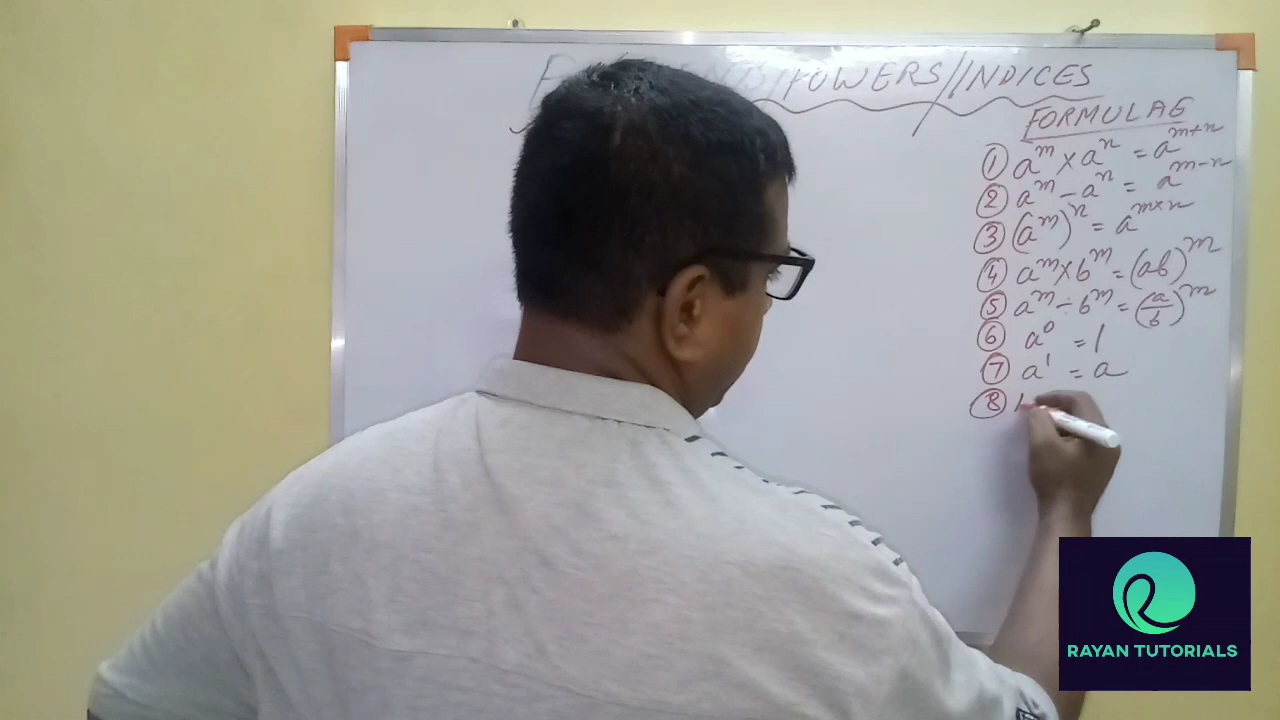 POWERS//INDICES
FORMULAE
① a^m × a^n = a^{m+n}
② a^m - a^n = a^{m-n}
③ (a^m)^n = a^{m×n}
④ a^m × b^m = (ab)^m
⑤ a^m ÷ b^m = (a/b)^m
⑥ a^0 = 1
⑦ a^1 = a
⑧
RAYAN TUTORIALS